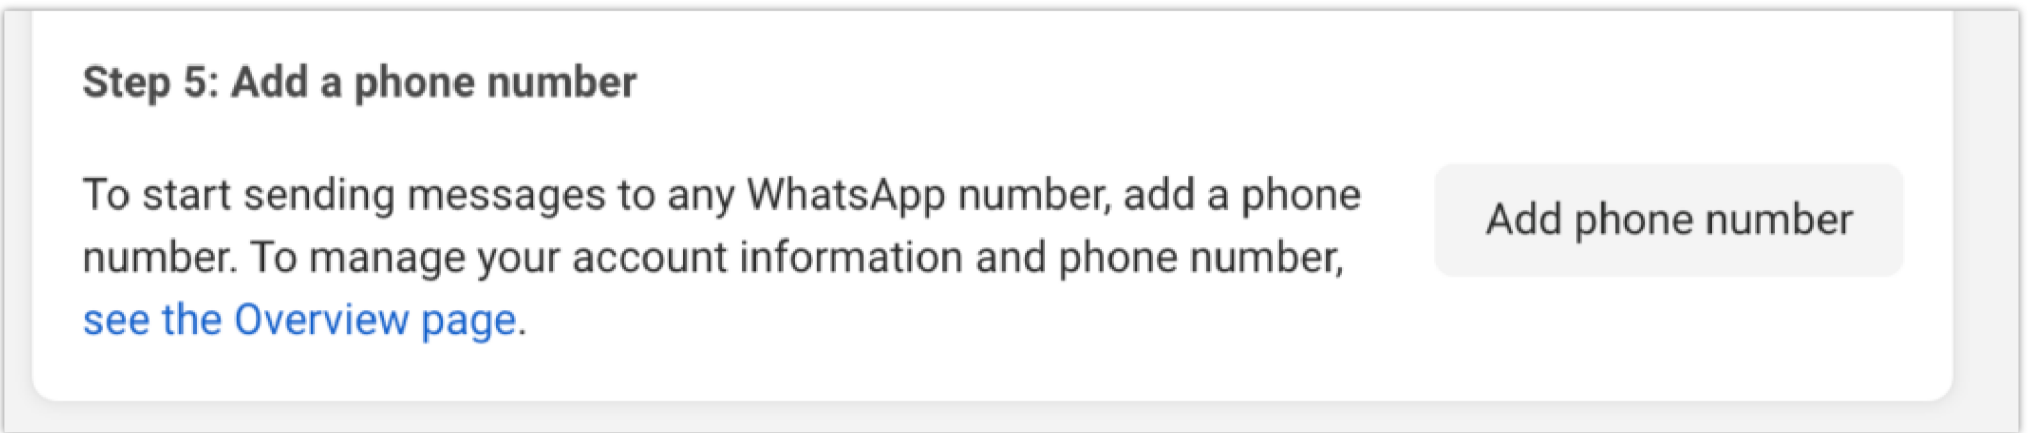 Step 5: Add a phone number
To start sending messages to any WhatsApp number, add a phone
number. To manage your account information and phone number,
see the Overview page.
Add phone number